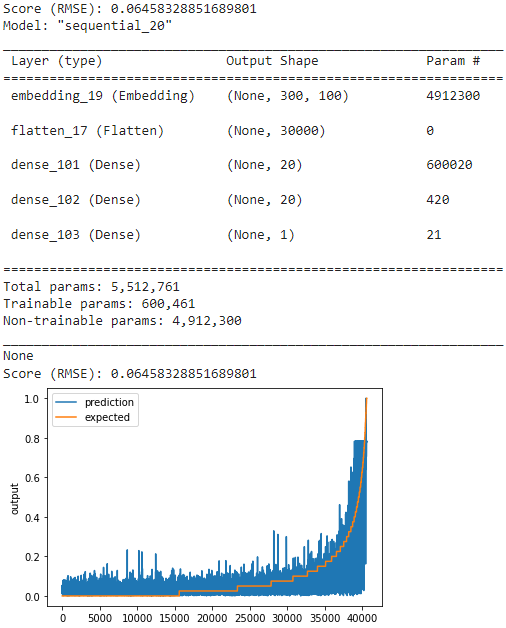 Score (RMSE): 0.06458328851689801
Model: "sequential_20"
Layer (type) Output Shape Param #
embedding_19 (Embedding) (None, 300, 100) 4912300
flatten_17 (Flatten) (None, 30000) 0
dense_101 (Dense) (None, 20) 600020
dense_102 (Dense) (None, 20) 420
dense_103 (Dense) (None, 1) 21
Total params: 5,512,761
Trainable params: 600,461
Non-trainable params: 4,912,300
None
Score (RMSE): 0.06458328851689801
prediction
expected
output
1.0
0.8
0.6
0.4
0.2
0.0
0 5000 10000 15000 20000 25000 30000 35000 40000